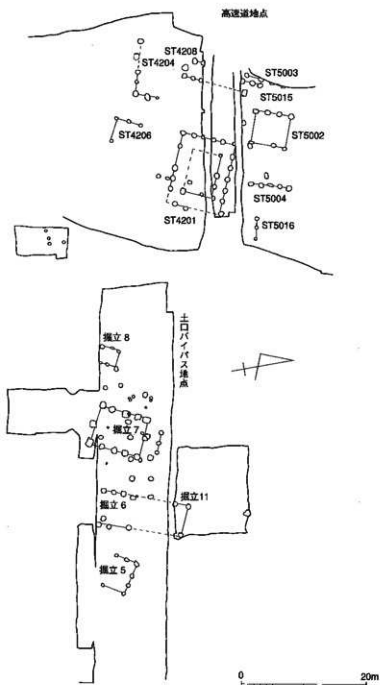 高速道地点
ST4208
ST4204
ST5003
ST5015
ST4206
ST5002
ST5004
ST4201
ST5016
土口バイパス地点
掘立8
掘立7
掘立6
掘立11
掘立5
0 20m